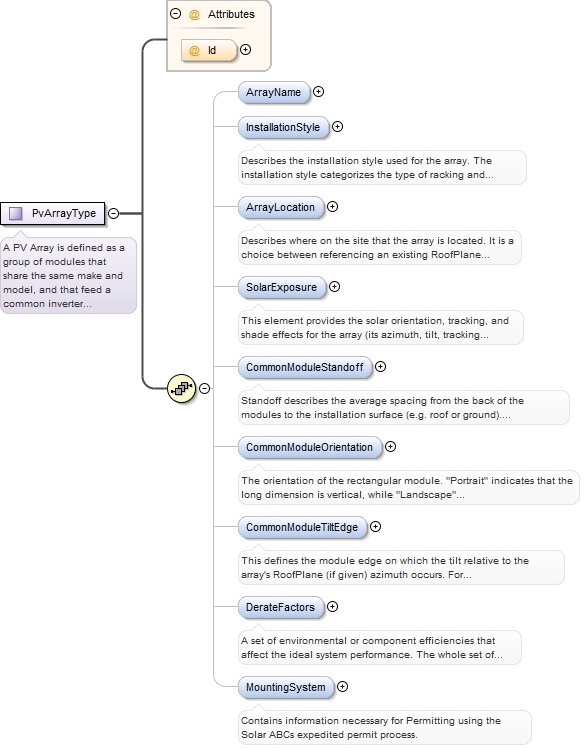 @ Attributes
@ Id
ArrayName
InstallationStyle
Describes the installation style used for the array. The
installation style categorizes the type of racking and...
PvArrayType
A PV Array is defined as a
group of modules that
share the same make and
model, and that feed a
common inverter...
ArrayLocation
Describes where on the site that the array is located. It is a
choice between referencing an existing RoofPlane...
SolarExposure
This element provides the solar orientation, tracking, and
shade effects for the array (its azimuth, tilt, tracking...
CommonModuleStandoff
Standoff describes the average spacing from the back of the
modules to the installation surface (e.g. roof or ground)....
CommonModuleOrientation
The orientation of the rectangular module. "Portrait" indicates that the
long dimension is vertical, while "Landscape"...
CommonModuleTiltEdge
This defines the module edge on which the tilt relative to the
array's RoofPlane (if given) azimuth occurs. For...
DerateFactors
A set of environmental or component efficiencies that
affect the ideal system performance. The whole set of...
MountingSystem
Contains information necessary for Permitting using the
Solar ABCs expedited permit process.